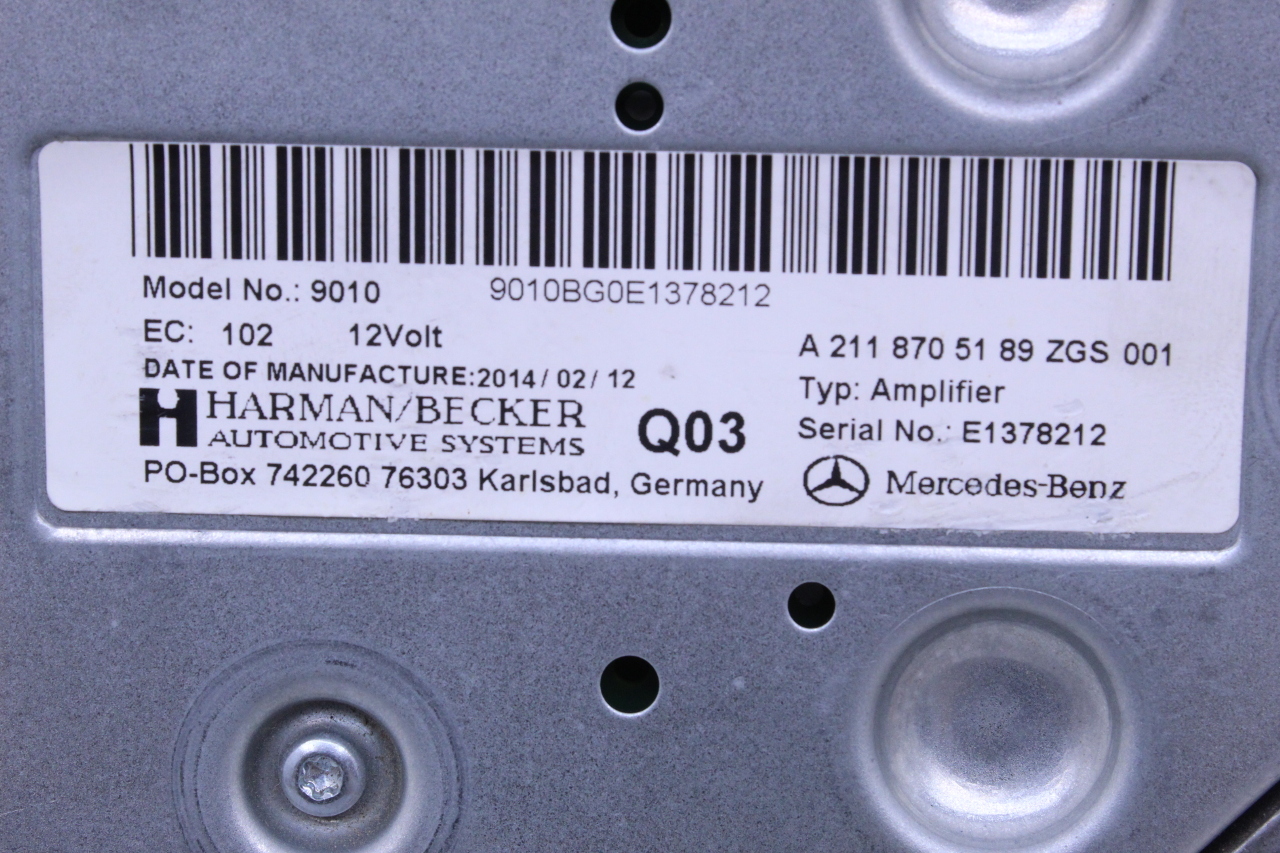 Model No.: 9010 9010BG0E1378212
EC: 102 12Volt
A 211 870 51 89 ZGS 001
DATE OF MANUFACTURE:2014/ 02/ 12
Typ: Amplifier
HARMAN/BECKER
AUTOMOTIVE SYSTEMS
Q03
Serial No.: E1378212
PO-Box 742260 76303 Karlsbad, Germany
Mercedes-Benz